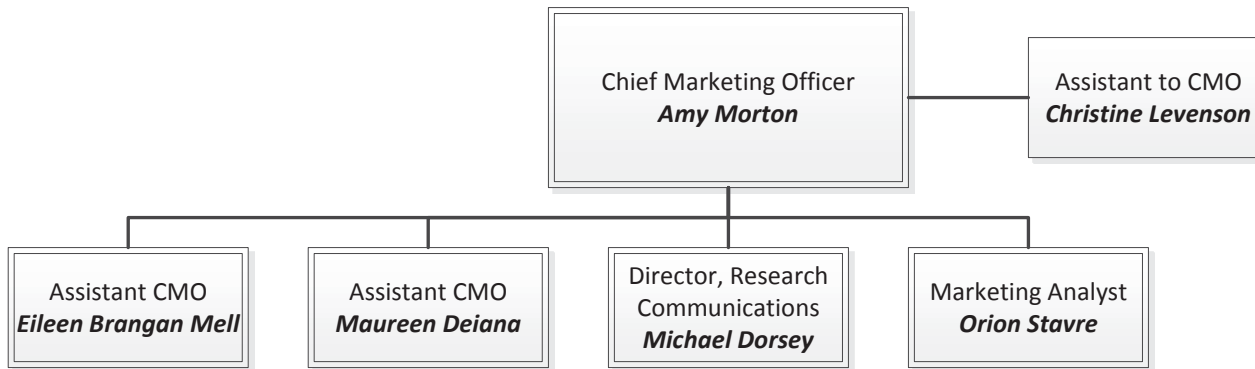 Chief Marketing Officer
Amy Morton
Assistant to CMO
Christine Levenson
Assistant CMO
Eileen Brangan Mell
Assistant CMO
Maureen Deiana
Director, Research
Communications
Michael Dorsey
Marketing Analyst
Orion Stavre